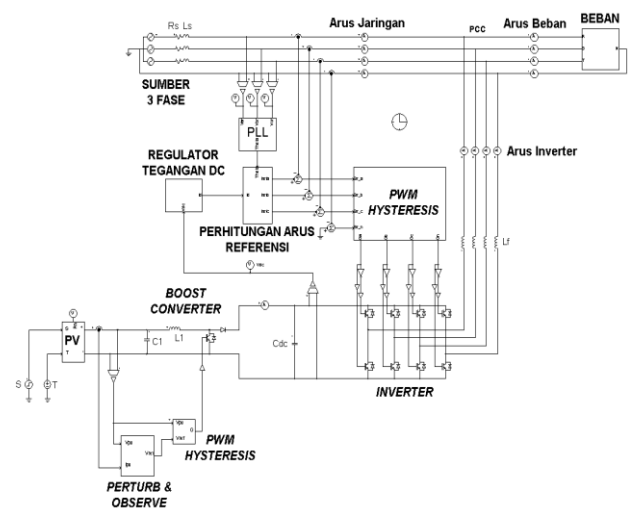 Arus Jaringan
PCC
Arus Beban
BEBAN
Rs Ls
SUMBER
3 FASE
PLL
REGULATOR
TEGANGAN DC
Arus Inverter
PWM
HYSTERESIS
PERHITUNGAN ARUS
REFERENSI
Lf
BOOST
CONVERTER
PV
L1
C1
Cdc
S
T
INVERTER
PWM
HYSTERESIS
PERTURB &
OBSERVE